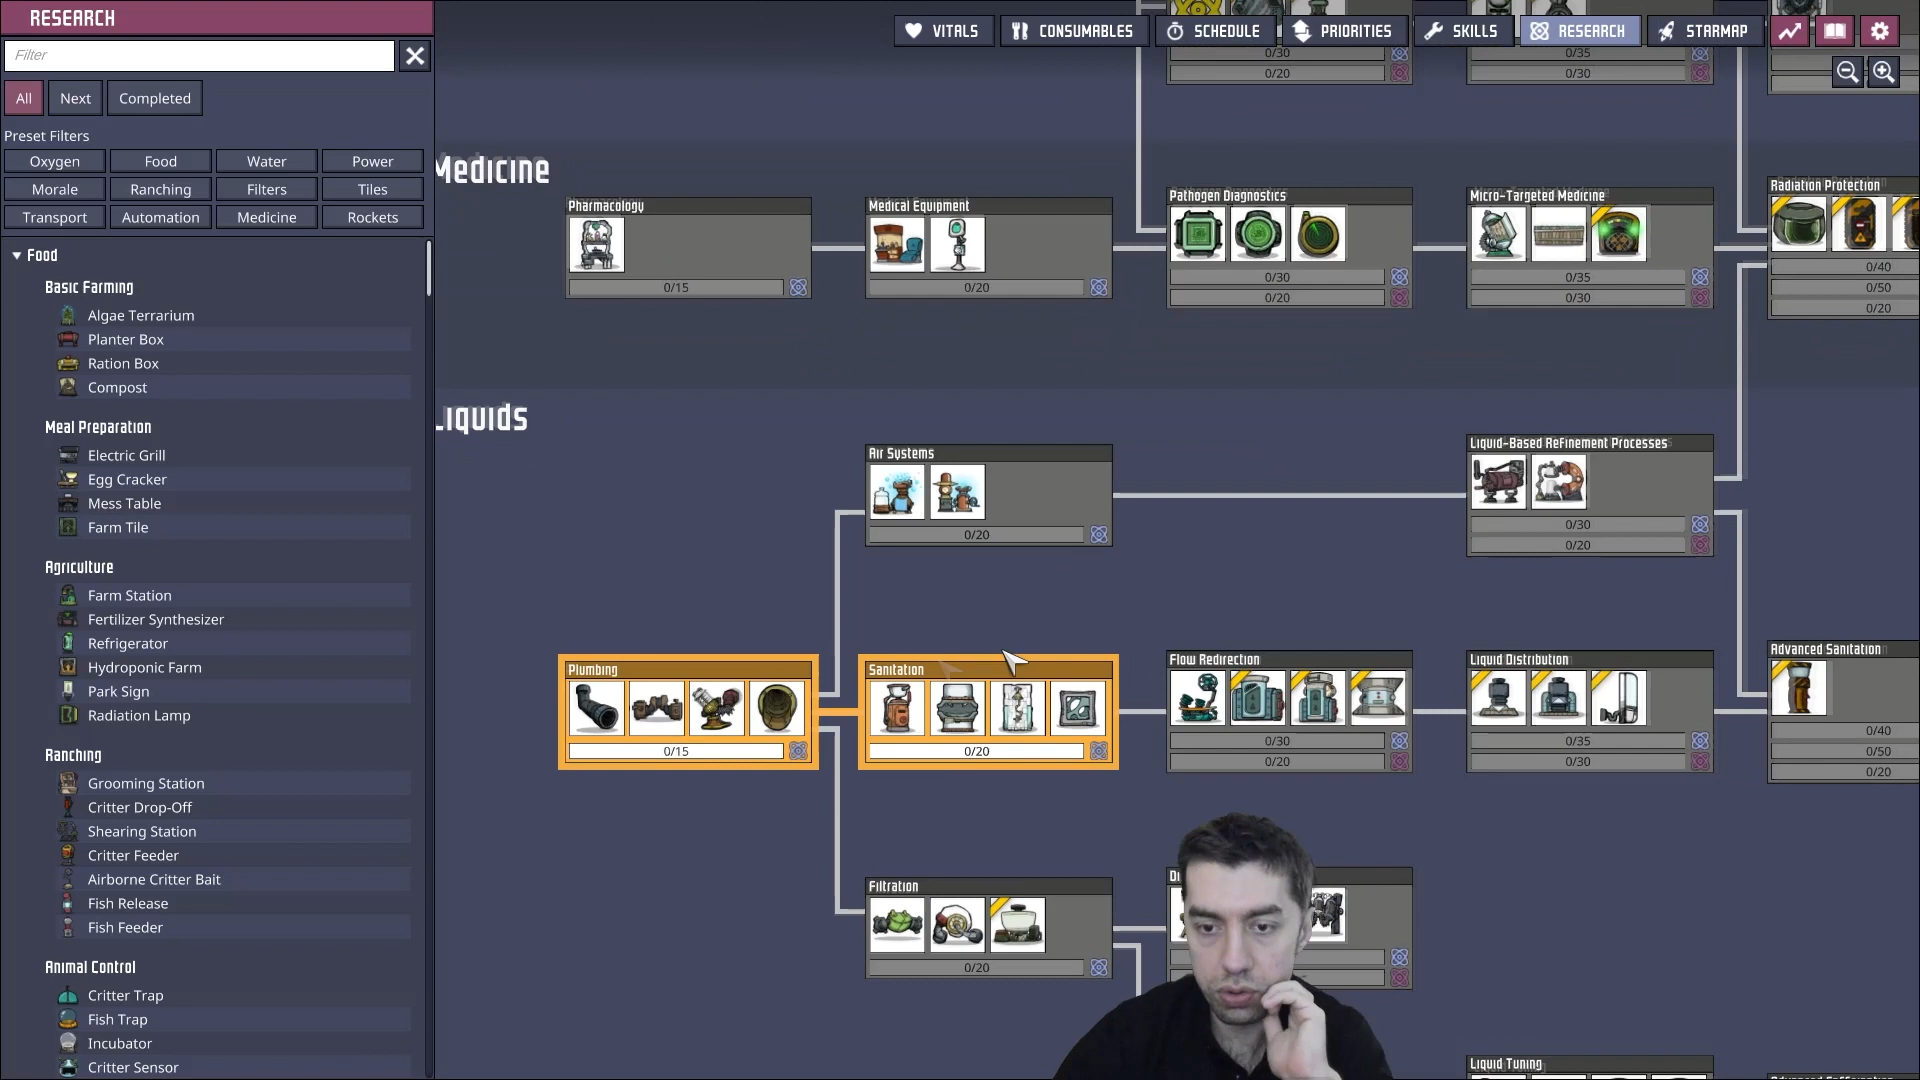 RESEARCH
VITALS
CONSUMABLES
SCHEDULE
PRIORITIES
SKILLS
RESEARCH
STARMAP
Filter
All
Next
Completed
Preset Filters
Oxygen
Food
Water
Power
Morale
Ranching
Filters
Tiles
Transport
Automation
Medicine
Rockets
Food
Basic Farming
Algae Terrarium
Planter Box
Ration Box
Compost
Meal Preparation
Electric Grill
Egg Cracker
Mess Table
Farm Tile
Agriculture
Farm Station
Fertilizer Synthesizer
Refrigerator
Hydroponic Farm
Park Sign
Radiation Lamp
Ranching
Grooming Station
Critter Drop-Off
Shearing Station
Critter Feeder
Airborne Critter Bait
Fish Release
Fish Feeder
Animal Control
Critter Trap
Fish Trap
Incubator
Critter Sensor
0/30
0/20
0/35
0/30
Medicine
Pharmacology
0/15
Medical Equipment
0/20
Pathogen Diagnostics
0/30
0/20
Micro-Targeted Medicine
0/35
0/30
Radiation Protection
0/40
0/50
0/20
Liquids
Air Systems
0/20
Liquid-Based Refinement Processes
0/30
0/20
Plumbing
0/15
Sanitation
0/20
Flow Redirection
0/30
0/20
Liquid Distribution
0/35
0/30
Advanced Sanitation
0/40
0/50
0/20
Filtration
0/20
Liquid Tuning